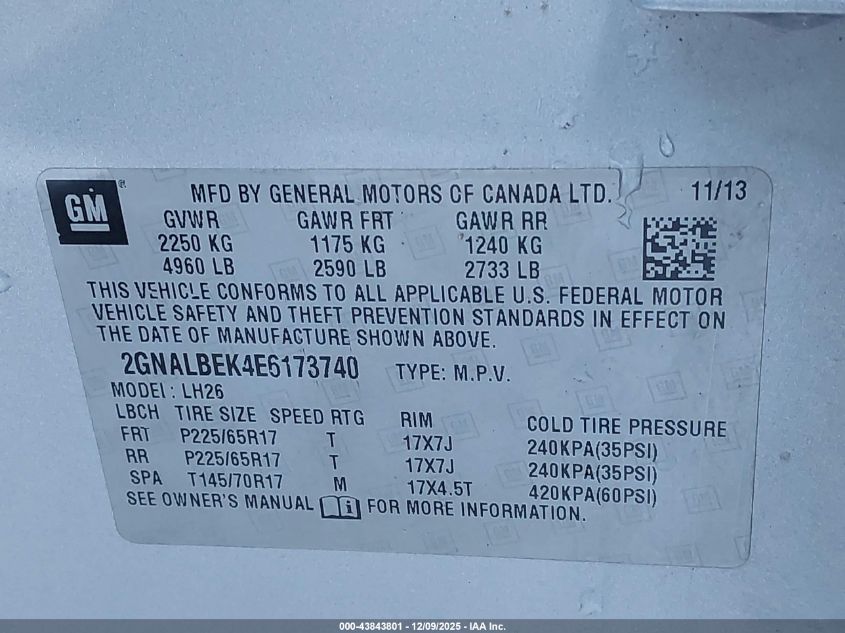 GM ®
MFD BY GENERAL MOTORS OF CANADA LTD. 11/13
GVWR GAWR FRT GAWR RR
2250 KG 1175 KG 1240 KG
4960 LB 2590 LB 2733 LB
THIS VEHICLE CONFORMS TO ALL APPLICABLE U.S. FEDERAL MOTOR
VEHICLE SAFETY AND THEFT PREVENTION STANDARDS IN EFFECT ON
THE DATE OF MANUFACTURE SHOWN ABOVE.
2GNALBEK4E6173740 TYPE: M.P.V.
MODEL: LH26
LBCH TIRE SIZE SPEED RTG RIM COLD TIRE PRESSURE
FRT P225/65R17 T 17X7J 240KPA(35PSI)
RR P225/65R17 T 17X7J 240KPA(35PSI)
SPA T145/70R17 M 17X4.5T 420KPA(60PSI)
SEE OWNER'S MANUAL FOR MORE INFORMATION.
000-43843801 - 12/09/2025 - IAA Inc.